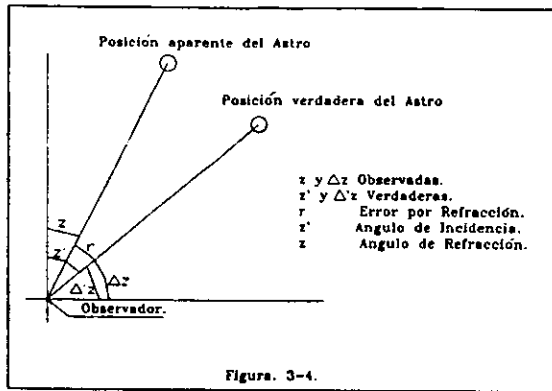 Posición aparente del Astro
Posición verdadera del Astro
z y △z Observadas.
z' y △'z Verdaderas.
r Error por Refracción.
z' Angulo de Incidencia.
z Angulo de Refracción.
z
z'
r
△'z
△z
Observador.
Figura. 3-4.